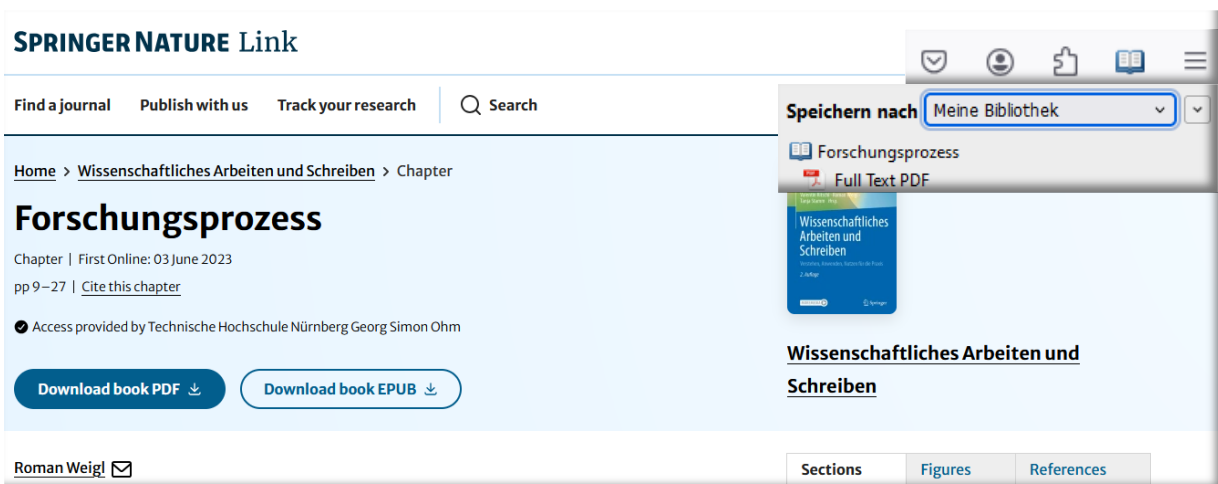 SPRINGER NATURE Link
Find a journal Publish with us Track your research Search
Speichern nach Meine Bibliothek
Forschungsprozess
Full Text PDF
Home > Wissenschaftliches Arbeiten und Schreiben > Chapter
Forschungsprozess
Chapter | First Online: 03 June 2023
pp 9–27 | Cite this chapter
Access provided by Technische Hochschule Nürnberg Georg Simon Ohm
Download book PDF
Download book EPUB
Wissenschaftliches
Arbeiten und
Schreiben
2. Auflage
Springer
Wissenschaftliches Arbeiten und
Schreiben
Roman Weigl
Sections Figures References